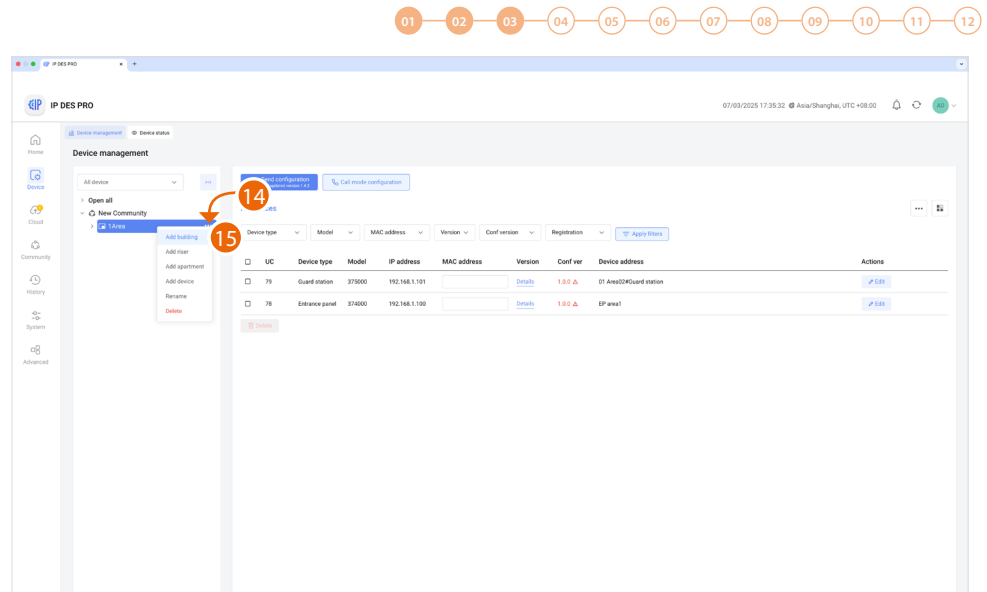 01 02 03 04 05 06 07 08 09 10 11 12
IP DES PRO
IP DES PRO
07/03/2025 17:35:32 Asia/Shanghai, UTC +08:00
AD
Device management Device status
Home
Device
Cloud
Community
History
System
Advanced
Device management
All device
Open all
New Community
1Area
Add building
Add riser
Add apartment
Add device
Rename
Delete
14
15
configuration
Call mode configuration
Device type Model MAC address Version Conf version Registration Apply filters
UC Device type Model IP address MAC address Version Conf ver Device address Actions
79 Guard station 375000 192.168.1.101 Details 1.0.0 01 Area02#Guard station Edit
78 Entrance panel 374000 192.168.1.100 Details 1.0.0 EP area1 Edit
Delete